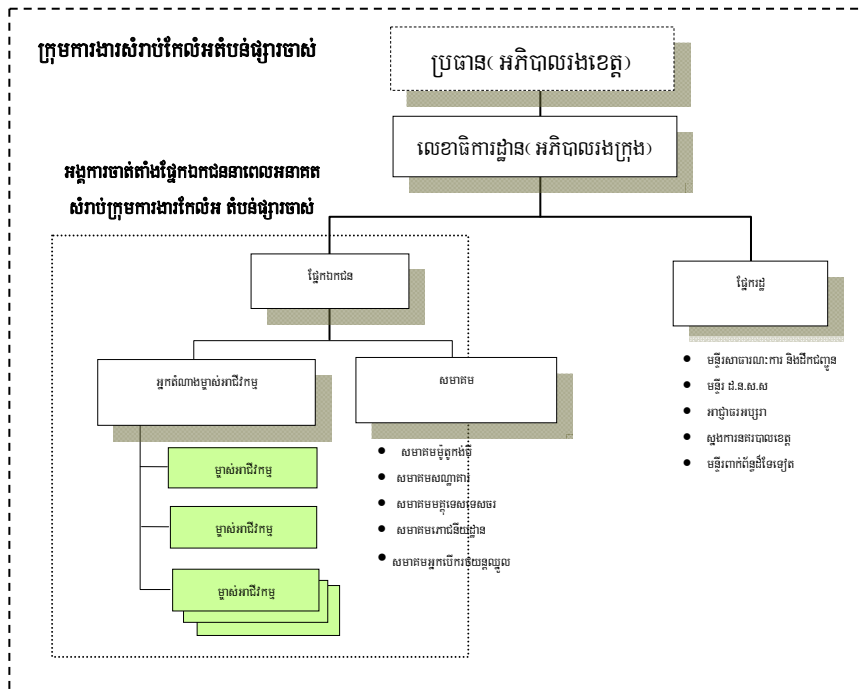 ក្រុមការងារសំរាប់កែលំអតំបន់ផ្សារចាស់
ប្រធាន( អភិបាលរងខេត្ត)
លេខាធិការដ្ឋាន( អភិបាលរងក្រុង)
អង្គការចាត់តាំងផ្នែកឯកជននាពេលអនាគត
សំរាប់ក្រុមការងារកែលំអ តំបន់ផ្សារចាស់
ផ្នែកឯកជន
ផ្នែករដ្ឋ
អ្នកតំណាងម្ចាស់អាជីវកម្ម
សមាគម
ម្ចាស់អាជីវកម្ម
ម្ចាស់អាជីវកម្ម
ម្ចាស់អាជីវកម្ម
សមាគមម៉ូតូកង់បី
សមាគមសណ្ឋាគារ
សមាគមមគ្គុទេសទេសចរ
សមាគមភោជនីយដ្ឋាន
សមាគមអ្នកបើករថយន្តឈ្នួល
មន្ទីរសាធារណៈការ និងដឹកជញ្ជូន
មន្ទីរ ដ.ន.ស.ស
អាជ្ញាធរអប្សរា
ស្នងការនគរបាលខេត្ត
មន្ទីរពាក់ព័ន្ធដ៏ទៃទៀត